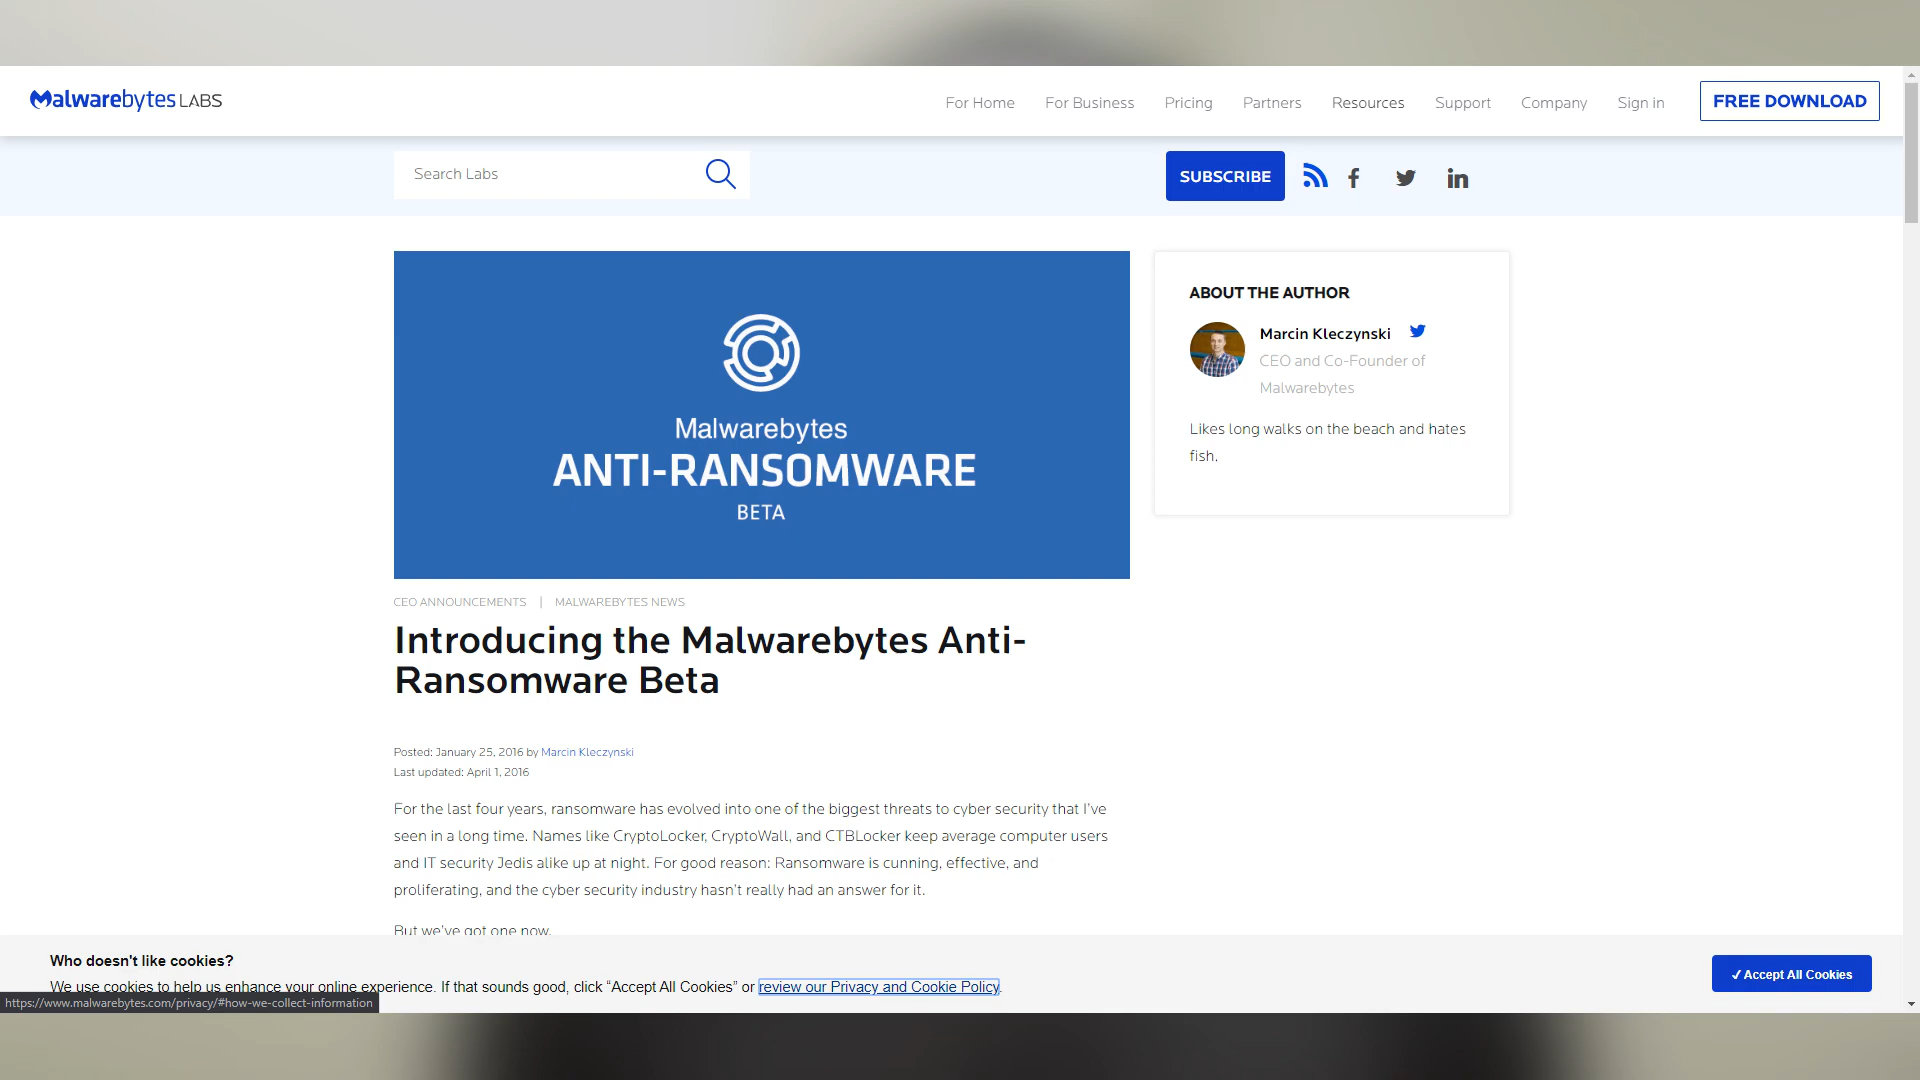 Malwarebytes LABS
For Home For Business Pricing Partners Resources Support Company Sign in FREE DOWNLOAD
Search Labs
SUBSCRIBE
Malwarebytes
ANTI-RANSOMWARE
BETA
ABOUT THE AUTHOR
Marcin Kleczynski
CEO and Co-Founder of
Malwarebytes
Likes long walks on the beach and hates
fish.
CEO ANNOUNCEMENTS | MALWAREBYTES NEWS
Introducing the Malwarebytes Anti-
Ransomware Beta
Posted: January 25, 2016 by Marcin Kleczynski
Last updated: April 1, 2016
For the last four years, ransomware has evolved into one of the biggest threats to cyber security that I've
seen in a long time. Names like CryptoLocker, CryptoWall, and CTBLocker keep average computer users
and IT security Jedis alike up at night. For good reason: Ransomware is cunning, effective, and
proliferating, and the cyber security industry hasn't really had an answer for it.
But we've got one now.
Who doesn't like cookies?
We use cookies to help us enhance your online experience. If that sounds good, click “Accept All Cookies” or review our Privacy and Cookie Policy.
✓ Accept All Cookies
https://www.malwarebytes.com/privacy/#how-we-collect-information